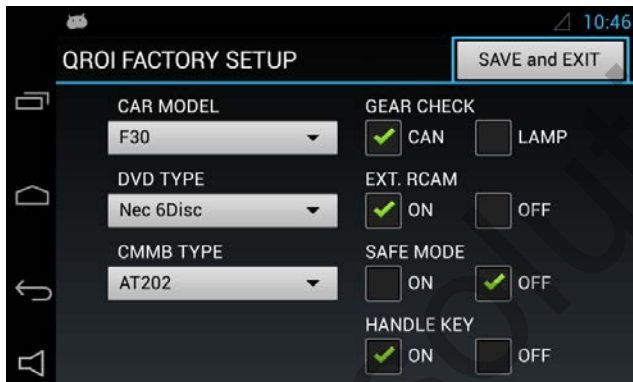 10:46
QROI FACTORY SETUP
SAVE and EXIT
CAR MODEL
F30
DVD TYPE
Nec 6Disc
CMMB TYPE
AT202
GEAR CHECK
CAN LAMP
EXT. RCAM
ON OFF
SAFE MODE
ON OFF
HANDLE KEY
ON OFF